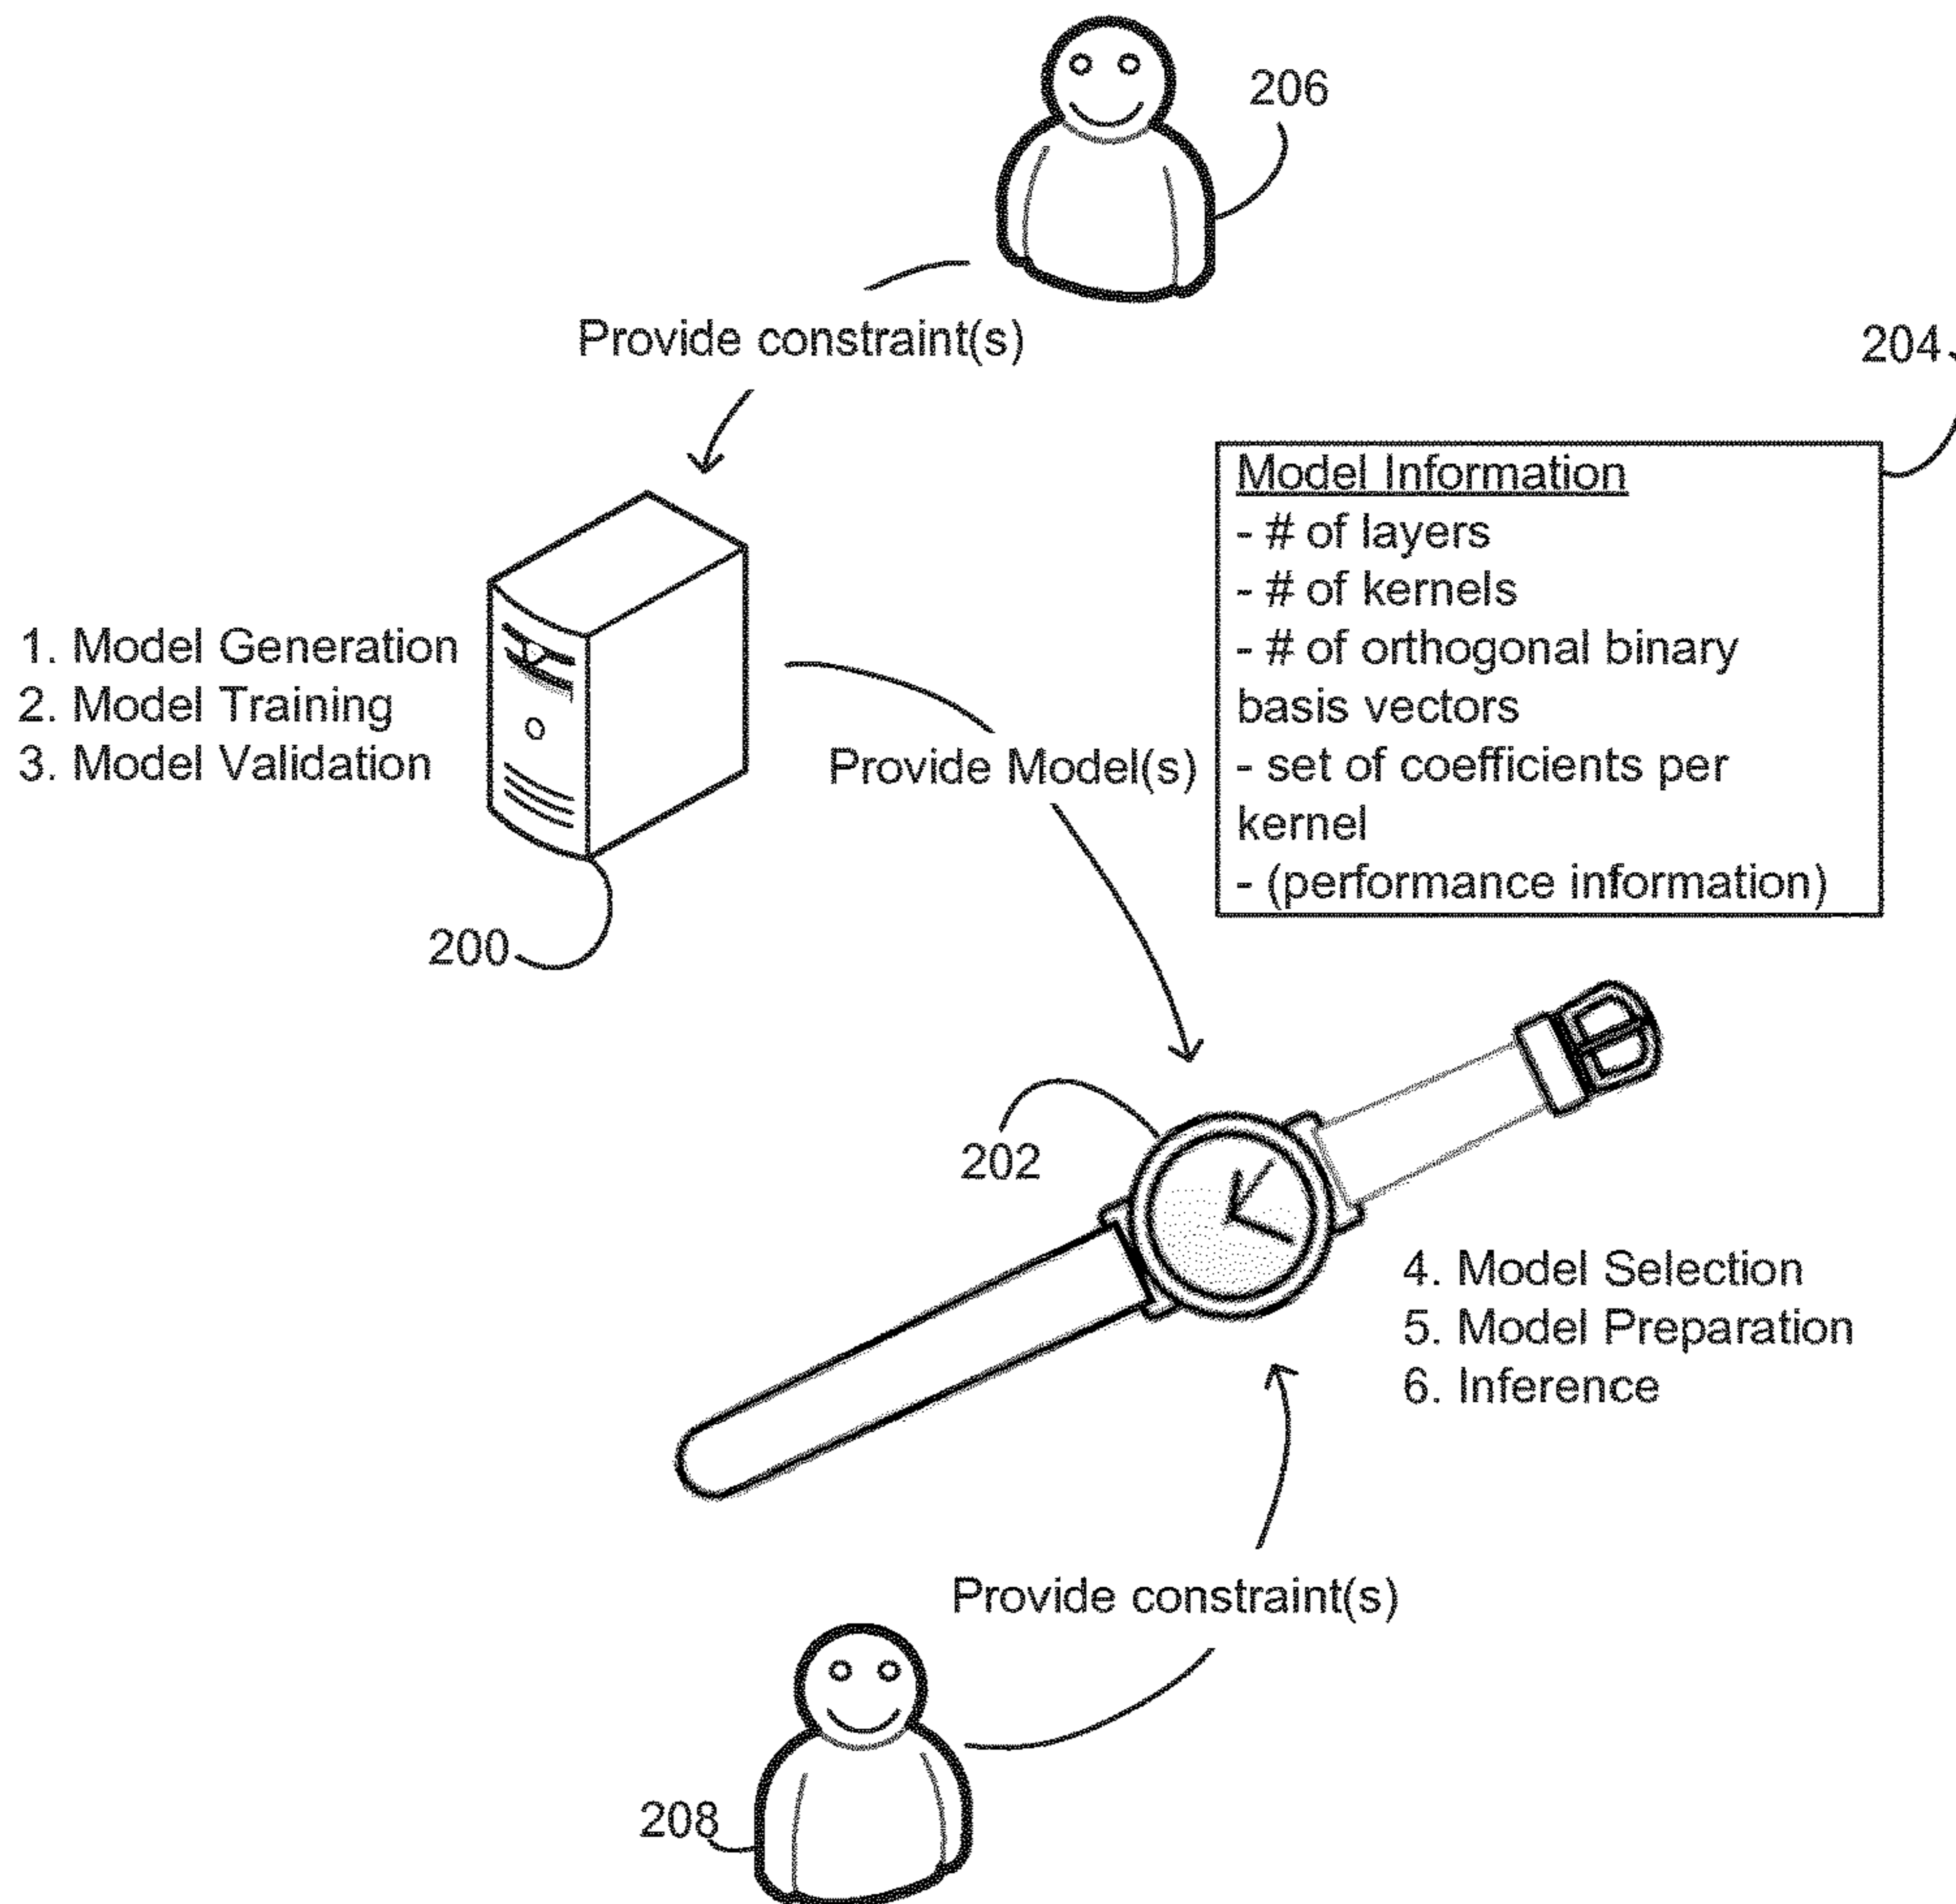 206
Provide constraint(s)
204
Model Information
- # of layers
- # of kernels
- # of orthogonal binary
basis vectors
- set of coefficients per
kernel
- (performance information)
1. Model Generation
2. Model Training
3. Model Validation
Provide Model(s)
200
202
4. Model Selection
5. Model Preparation
6. Inference
Provide constraint(s)
208